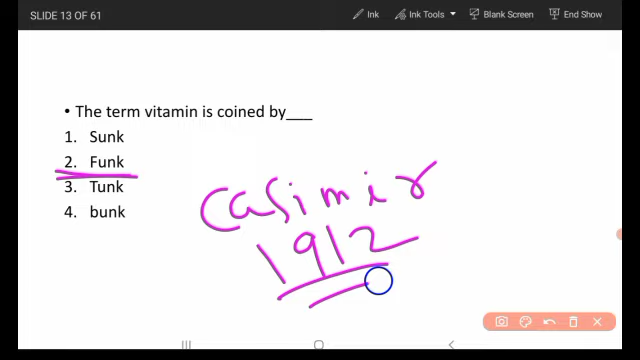 SLIDE 13 OF 61 Ink Ink Tools Blank Screen End Show
• The term vitamin is coined by___
1. Sunk
2. Funk
3. Tunk
4. bunk
Casimir
1912